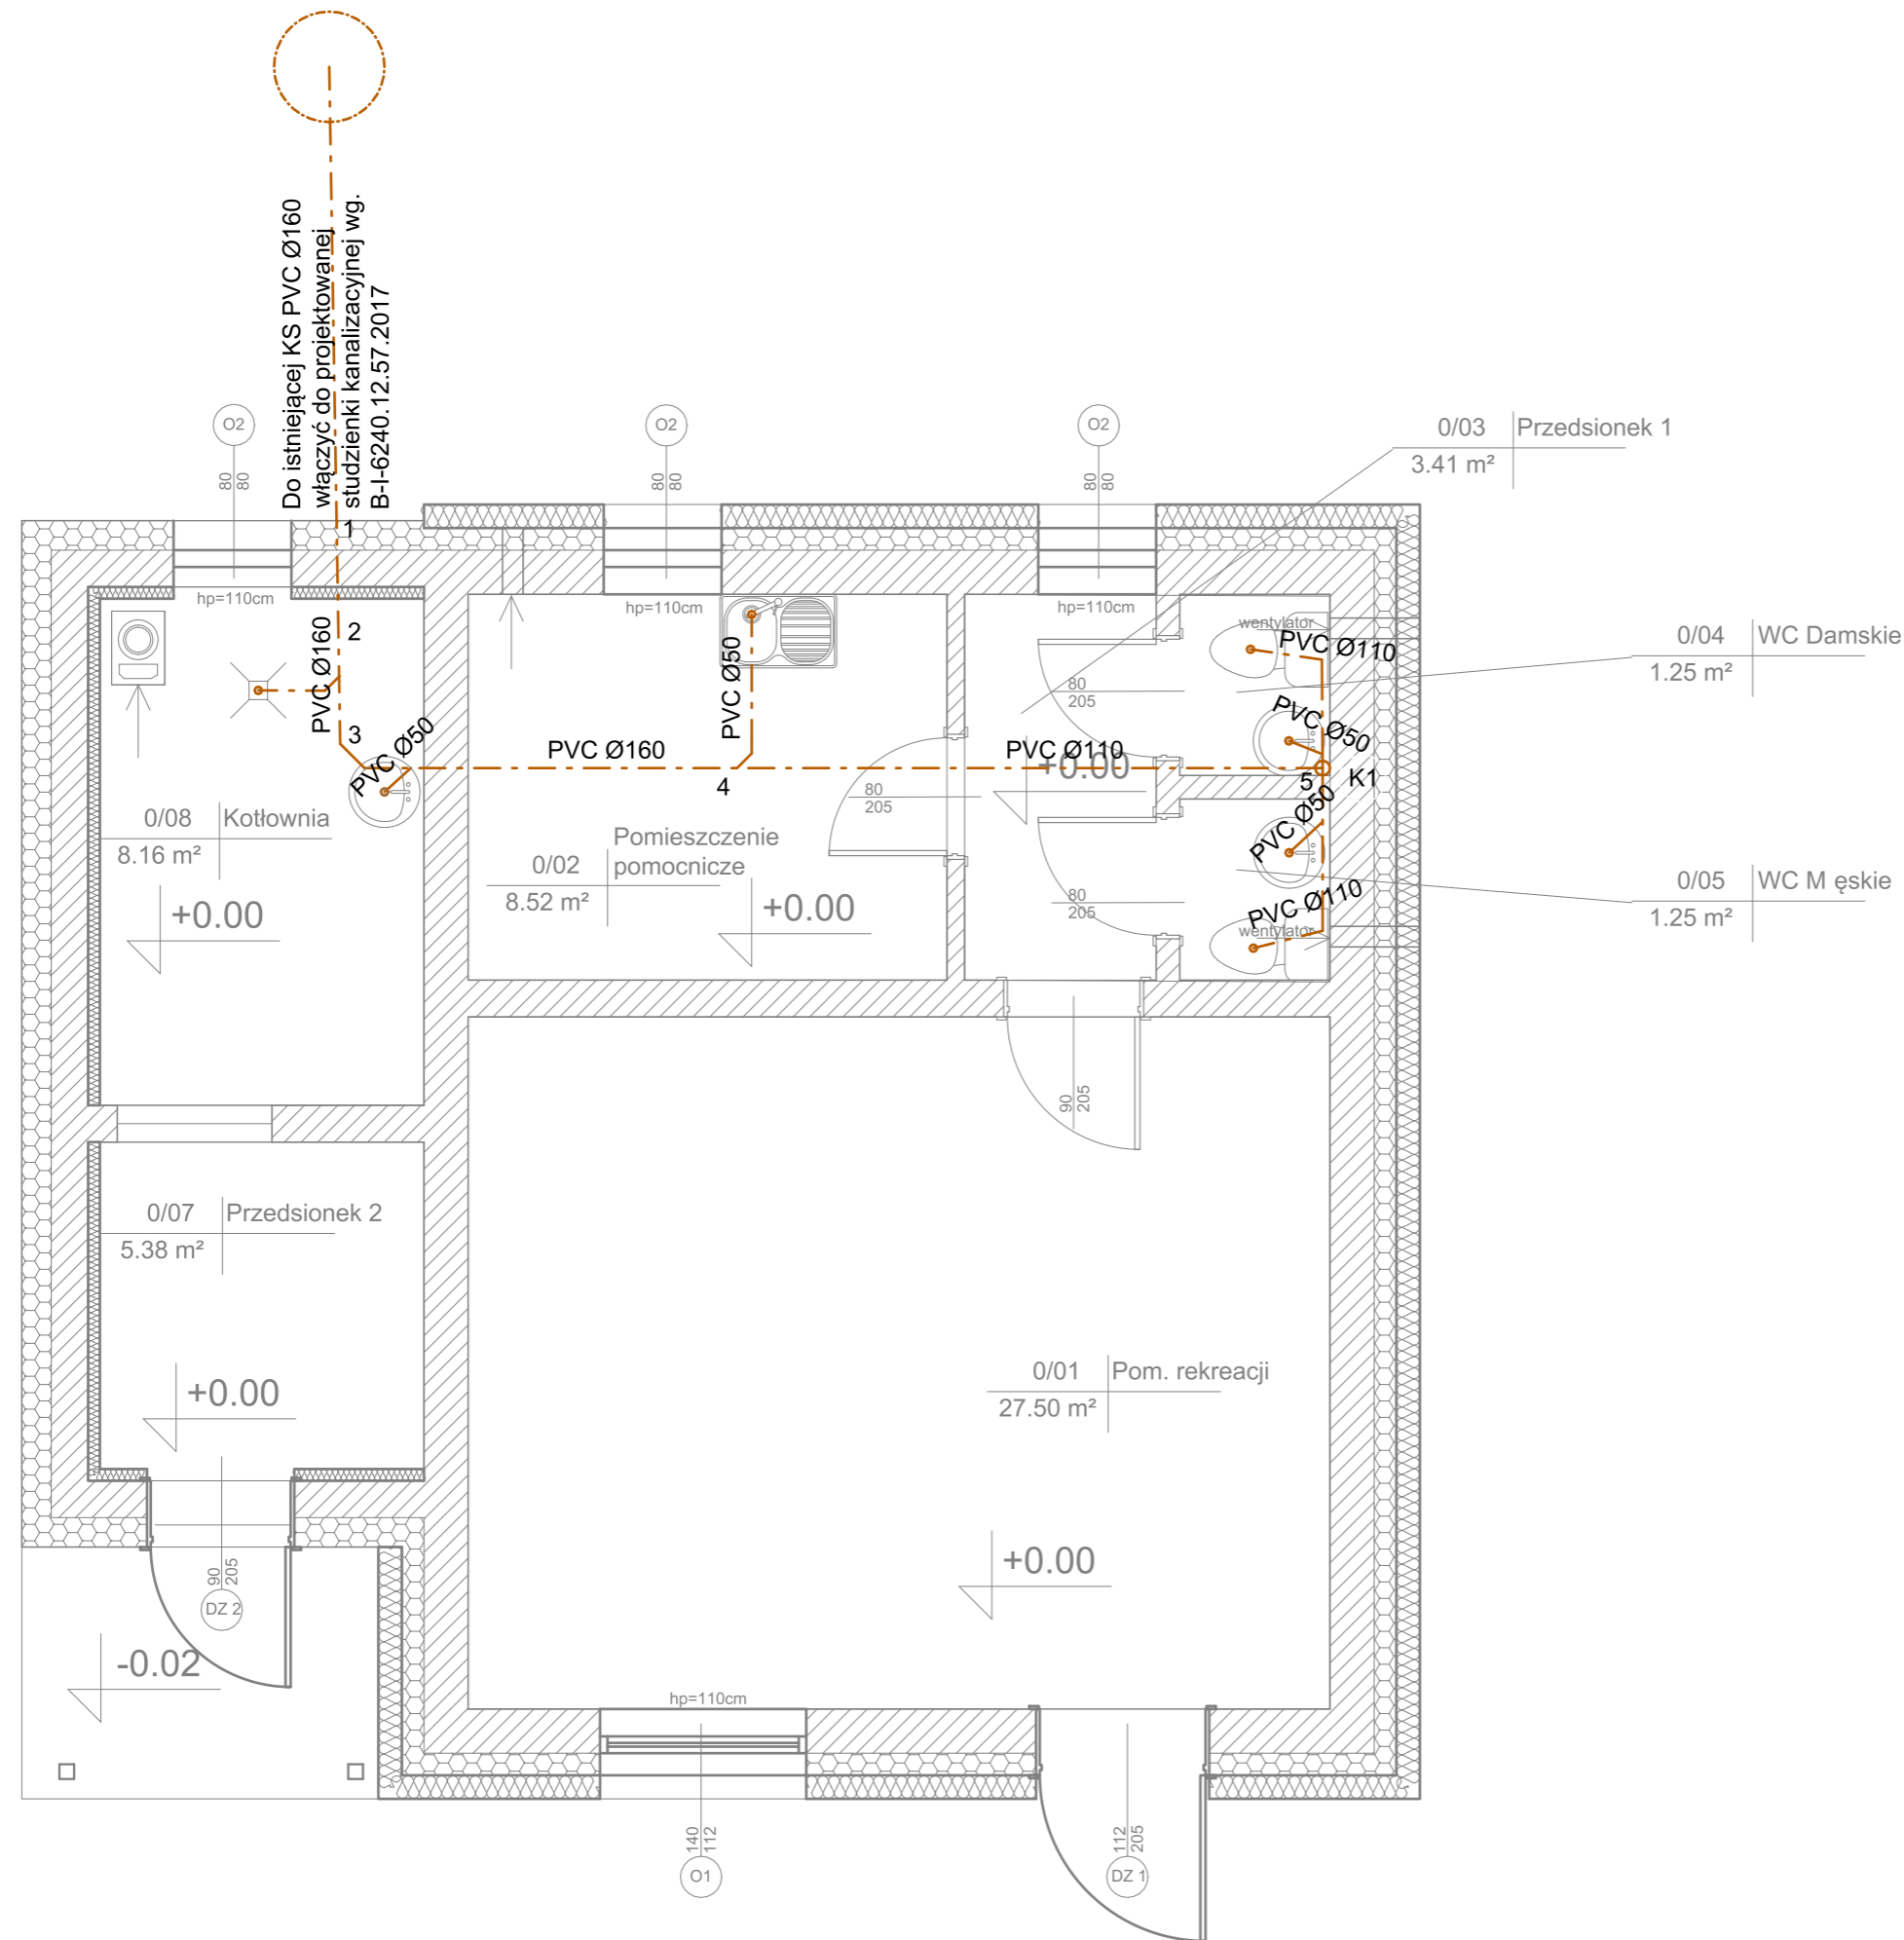 Do istniejącej KS PVC Ø160
włączyć do projektowanej
studzienki kanalizacyjnej wg.
B-I-6240.12.57.2017
O2
80
80
O2
80
80
O2
80
80
0/03 Przedsionek 1
3.41 m²
1
hp=110cm
hp=110cm
hp=110cm
2
PVC Ø160
3
PVC Ø50
PVC Ø50
PVC Ø160
4
PVC Ø110
wentylator
PVC Ø110
0/04 WC Damskie
1.25 m²
80
205
PVC Ø50
+0.00
5
K1
80
205
PVC Ø50
0/08 Kotłownia
8.16 m²
+0.00
Pomieszczenie
0/02 pomocnicze
8.52 m²
+0.00
80
205
PVC Ø110
wentylator
0/05 WC M ęskie
1.25 m²
90
205
0/07 Przedsionek 2
5.38 m²
+0.00
0/01 Pom. rekreacji
27.50 m²
+0.00
90
205
DZ 2
-0.02
hp=110cm
140
112
O1
112
205
DZ 1